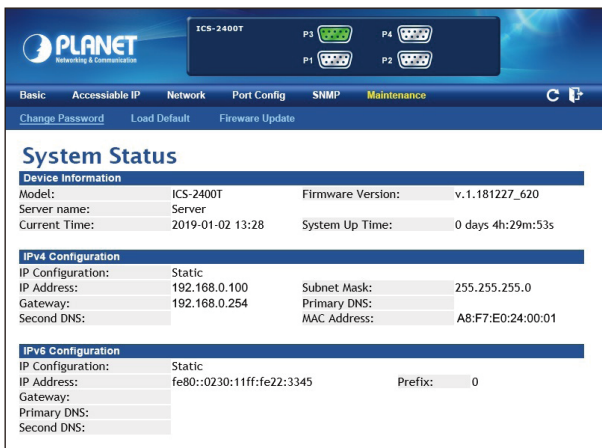 ICS-2400T
P3
P4
PLANET
Networking & Communication
P1
P2
Basic Accessiable IP Network Port Config SNMP Maintenance
Change Password Load Default Fireware Update
System Status
Device Information
Model: ICS-2400T Firmware Version: v.1.181227_620
Server name: Server
Current Time: 2019-01-02 13:28 System Up Time: 0 days 4h:29m:53s
IPv4 Configuration
IP Configuration: Static
IP Address: 192.168.0.100 Subnet Mask: 255.255.255.0
Gateway: 192.168.0.254 Primary DNS:
Second DNS: MAC Address: A8:F7:E0:24:00:01
IPv6 Configuration
IP Configuration: Static
IP Address: fe80::0230:11ff:fe22:3345 Prefix: 0
Gateway:
Primary DNS:
Second DNS: